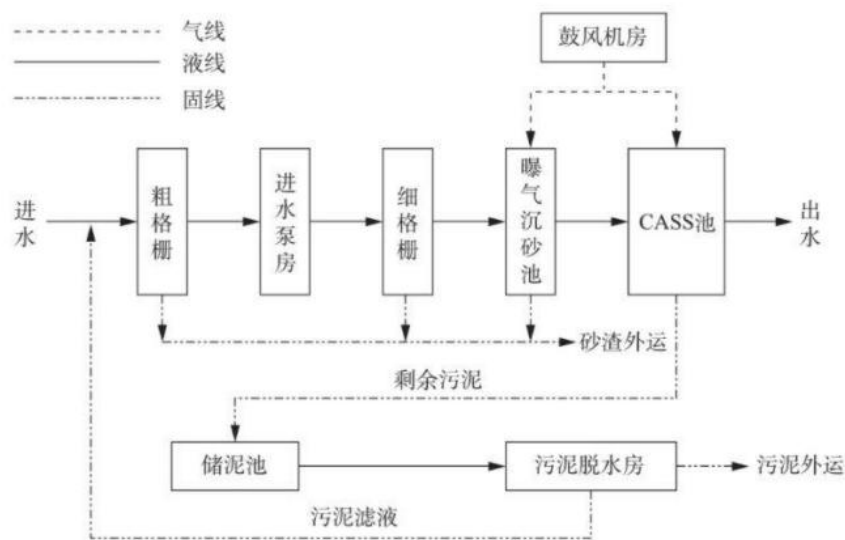 气线
液线
固线
鼓风机房
进水
粗格栅
进水泵房
细格栅
曝气沉砂池
CASS池
出水
砂渣外运
剩余污泥
储泥池
污泥脱水房
污泥外运
污泥滤液